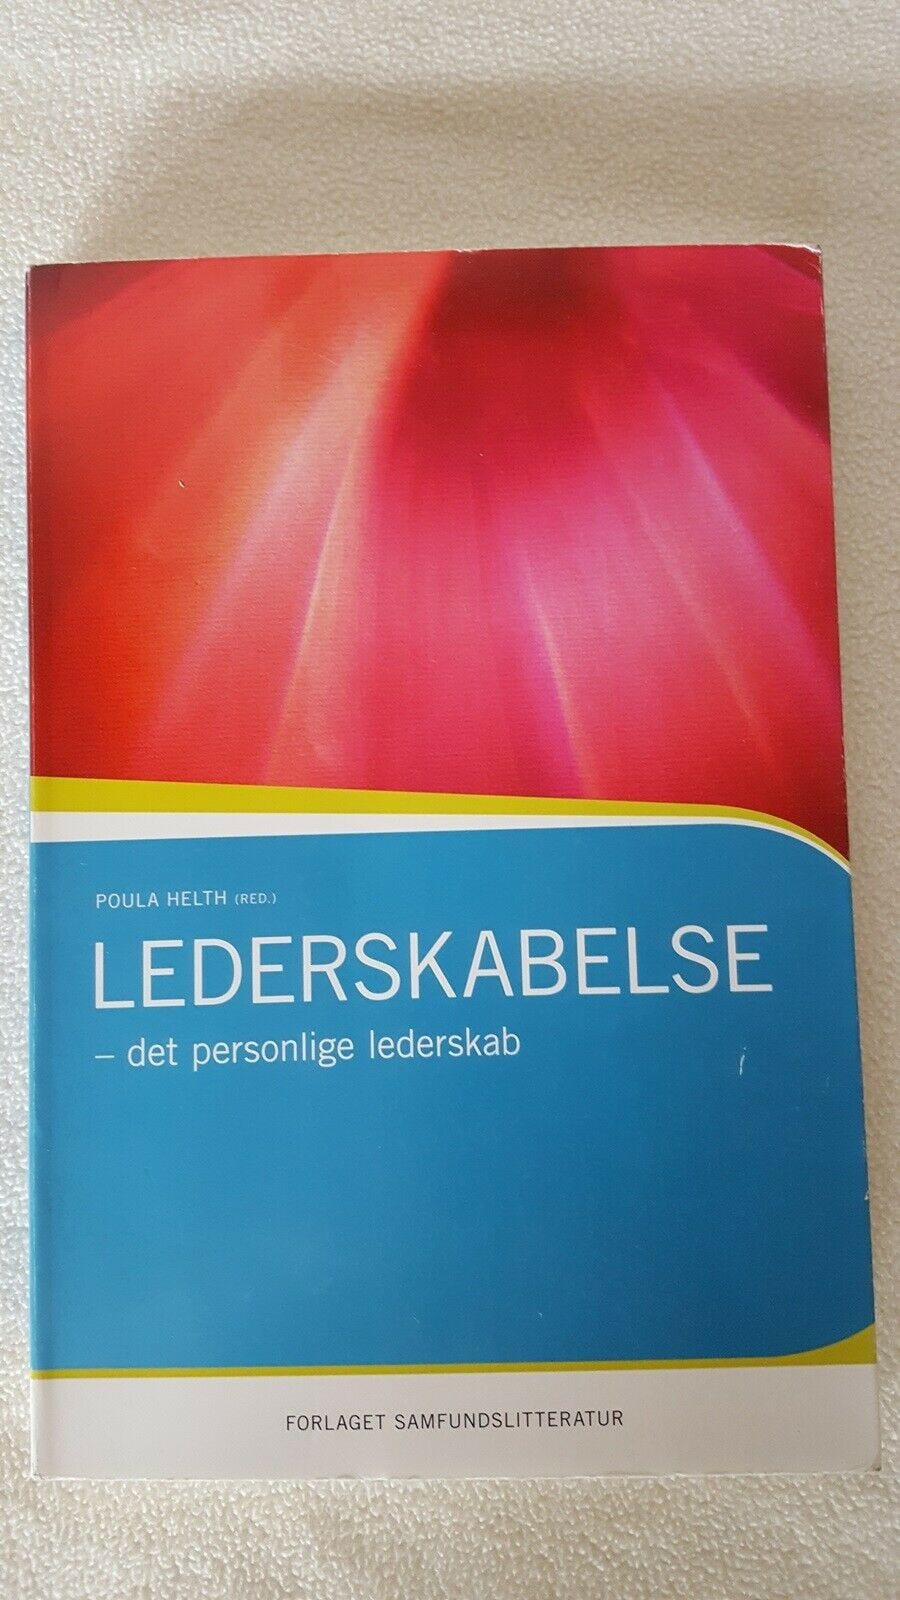 POULA HELTH (RED.)
LEDERSKABELSE
– det personlige lederskab
FORLAGET SAMFUNDSLITTERATUR